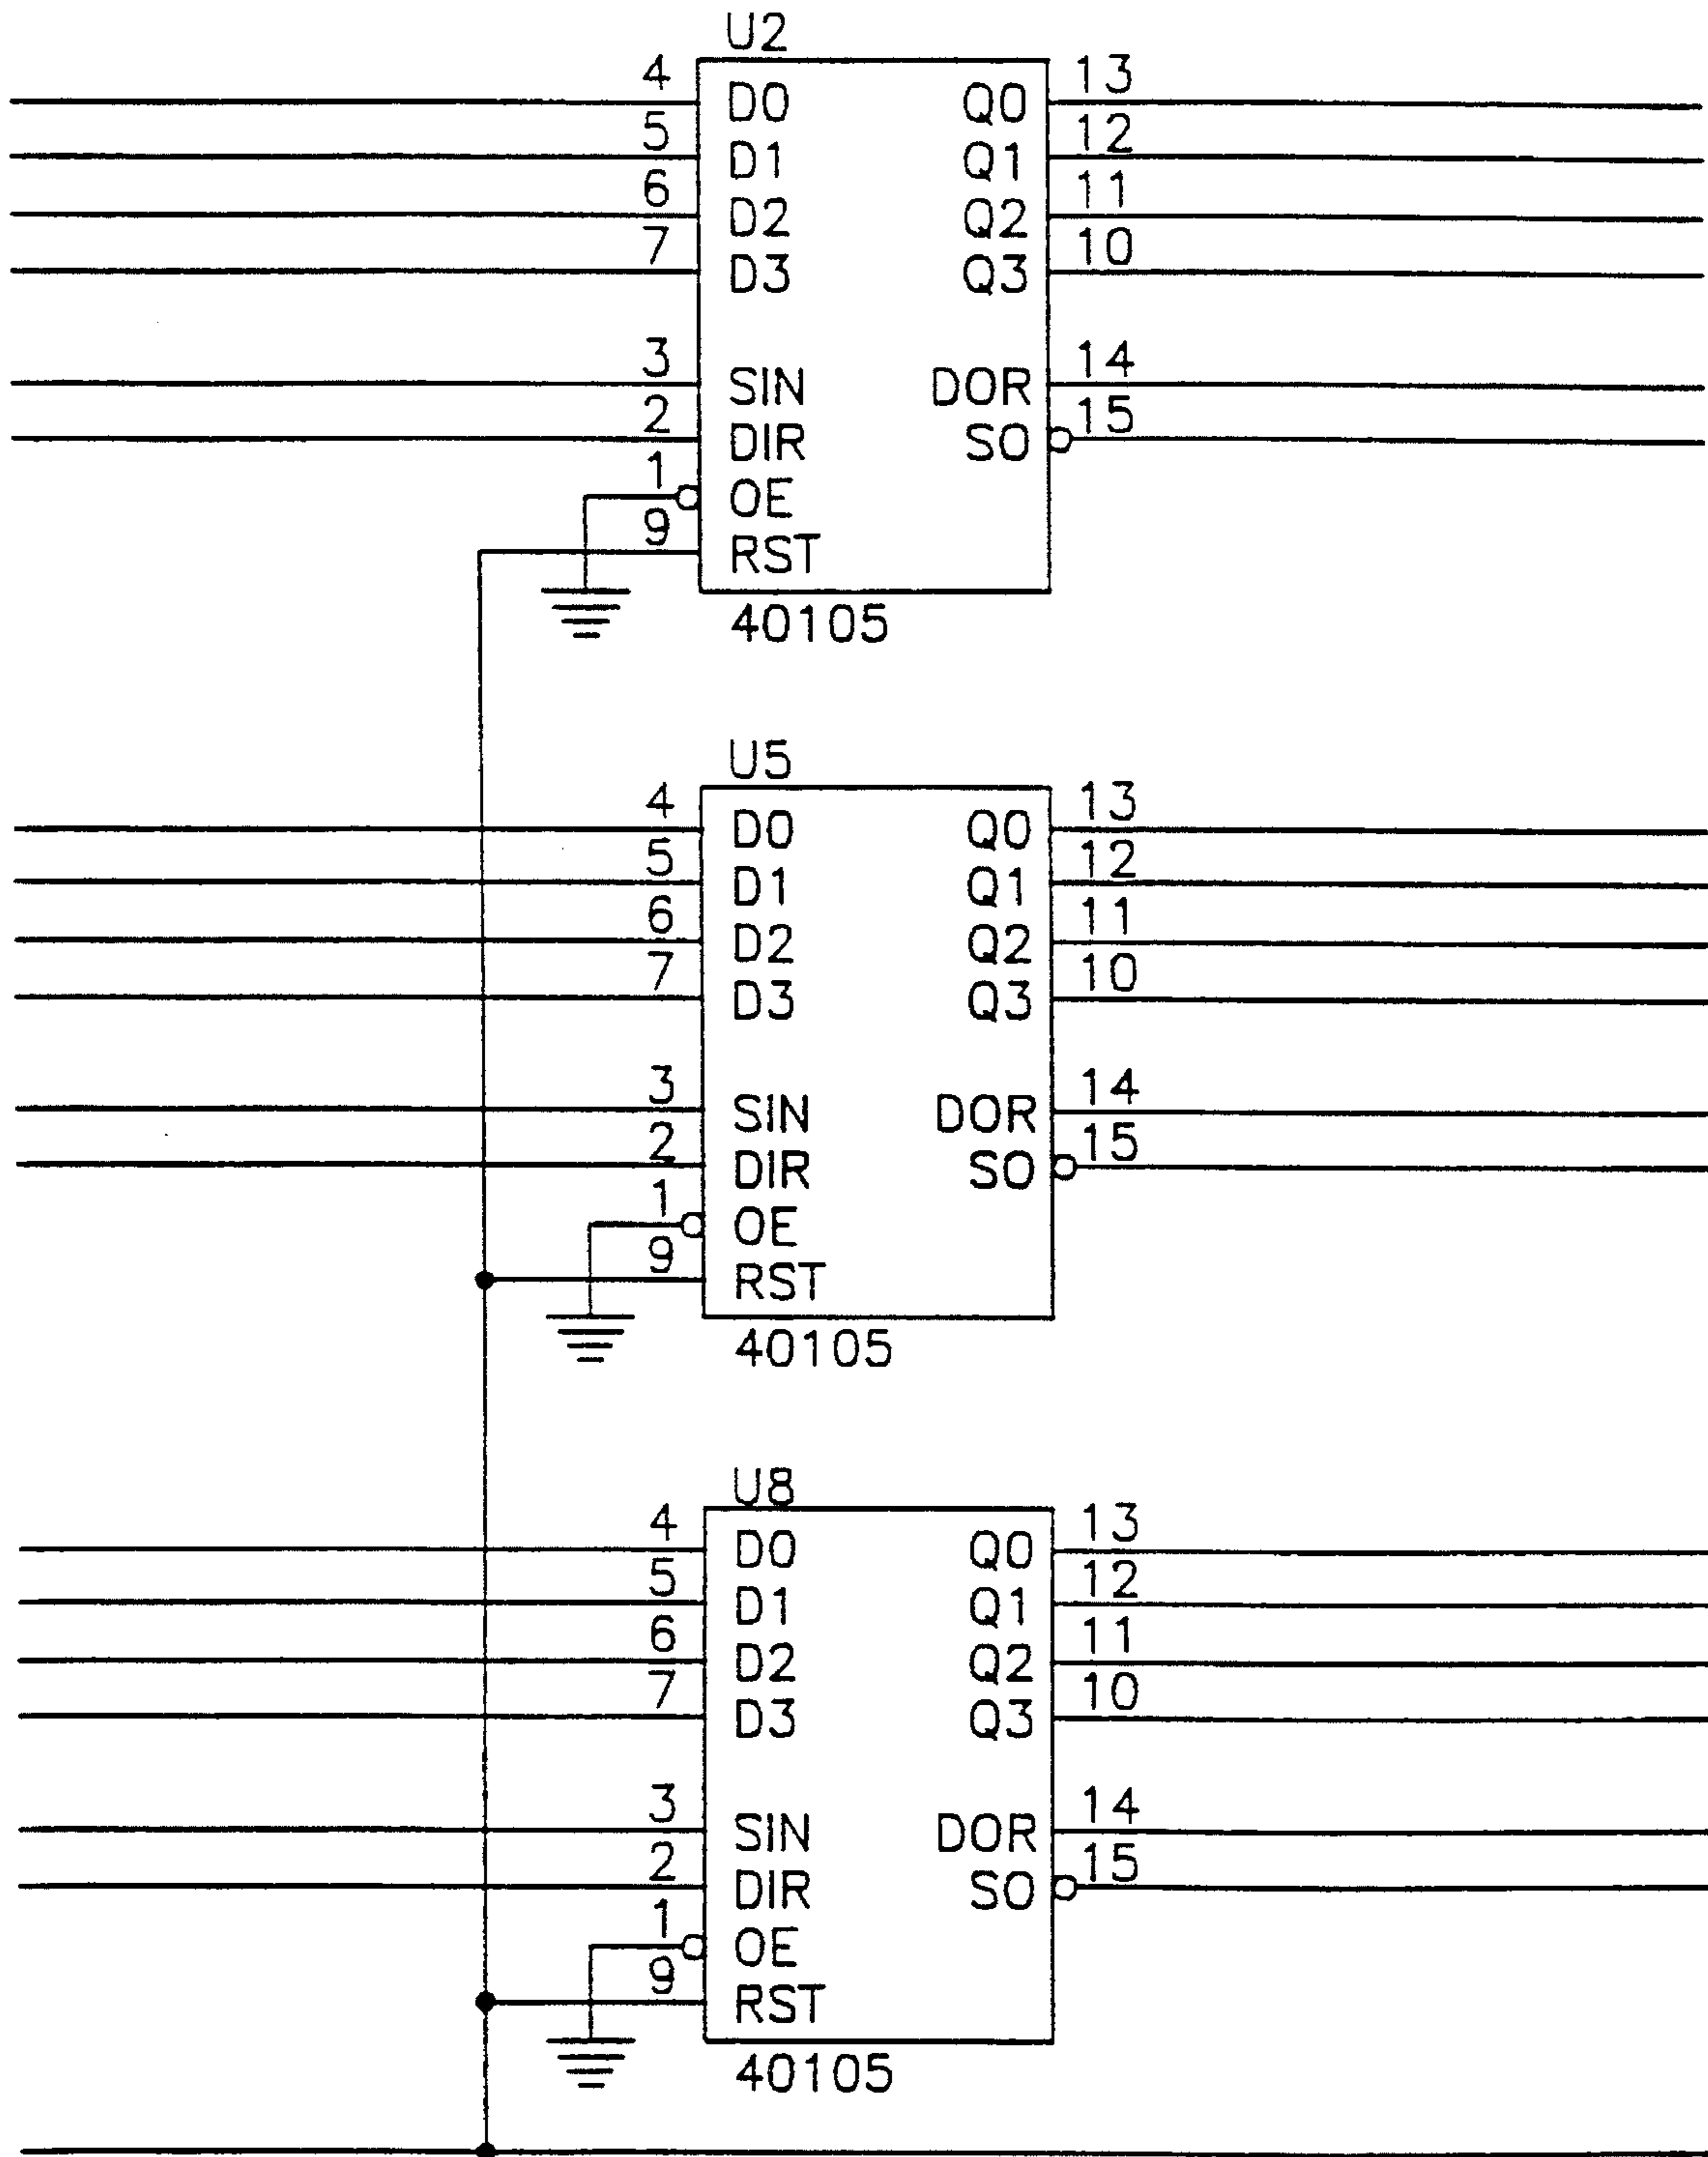 U2
4 D0 Q0 13
5 D1 Q1 12
6 D2 Q2 11
7 D3 Q3 10
3 SIN DOR 14
2 DIR SO 15
1 OE
9 RST
40105
U5
4 D0 Q0 13
5 D1 Q1 12
6 D2 Q2 11
7 D3 Q3 10
3 SIN DOR 14
2 DIR SO 15
1 OE
9 RST
40105
U8
4 D0 Q0 13
5 D1 Q1 12
6 D2 Q2 11
7 D3 Q3 10
3 SIN DOR 14
2 DIR SO 15
1 OE
9 RST
40105